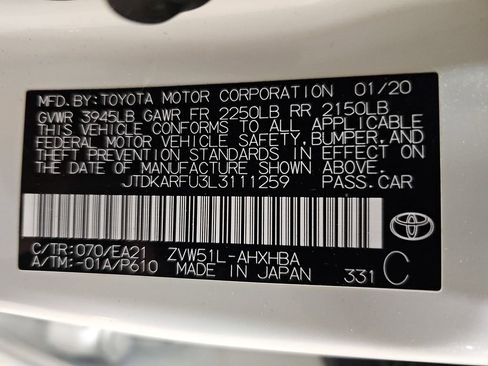 MFD.BY:TOYOTA MOTOR CORPORATION 01/20
GVWR 3945LB GAWR FR 2250LB RR 2150LB
THIS VEHICLE CONFORMS TO ALL APPLICABLE
FEDERAL MOTOR VEHICLE SAFETY, BUMPER, AND
THEFT PREVENTION STANDARDS IN EFFECT ON
THE DATE OF MANUFACTURE SHOWN ABOVE.
JTDKARFU3L3111259 PASS.CAR
C/TR:070/EA21 ZVW51L-AHXHBA
A/TM:-01A/P610 MADE IN JAPAN 331 C
TOYOTA